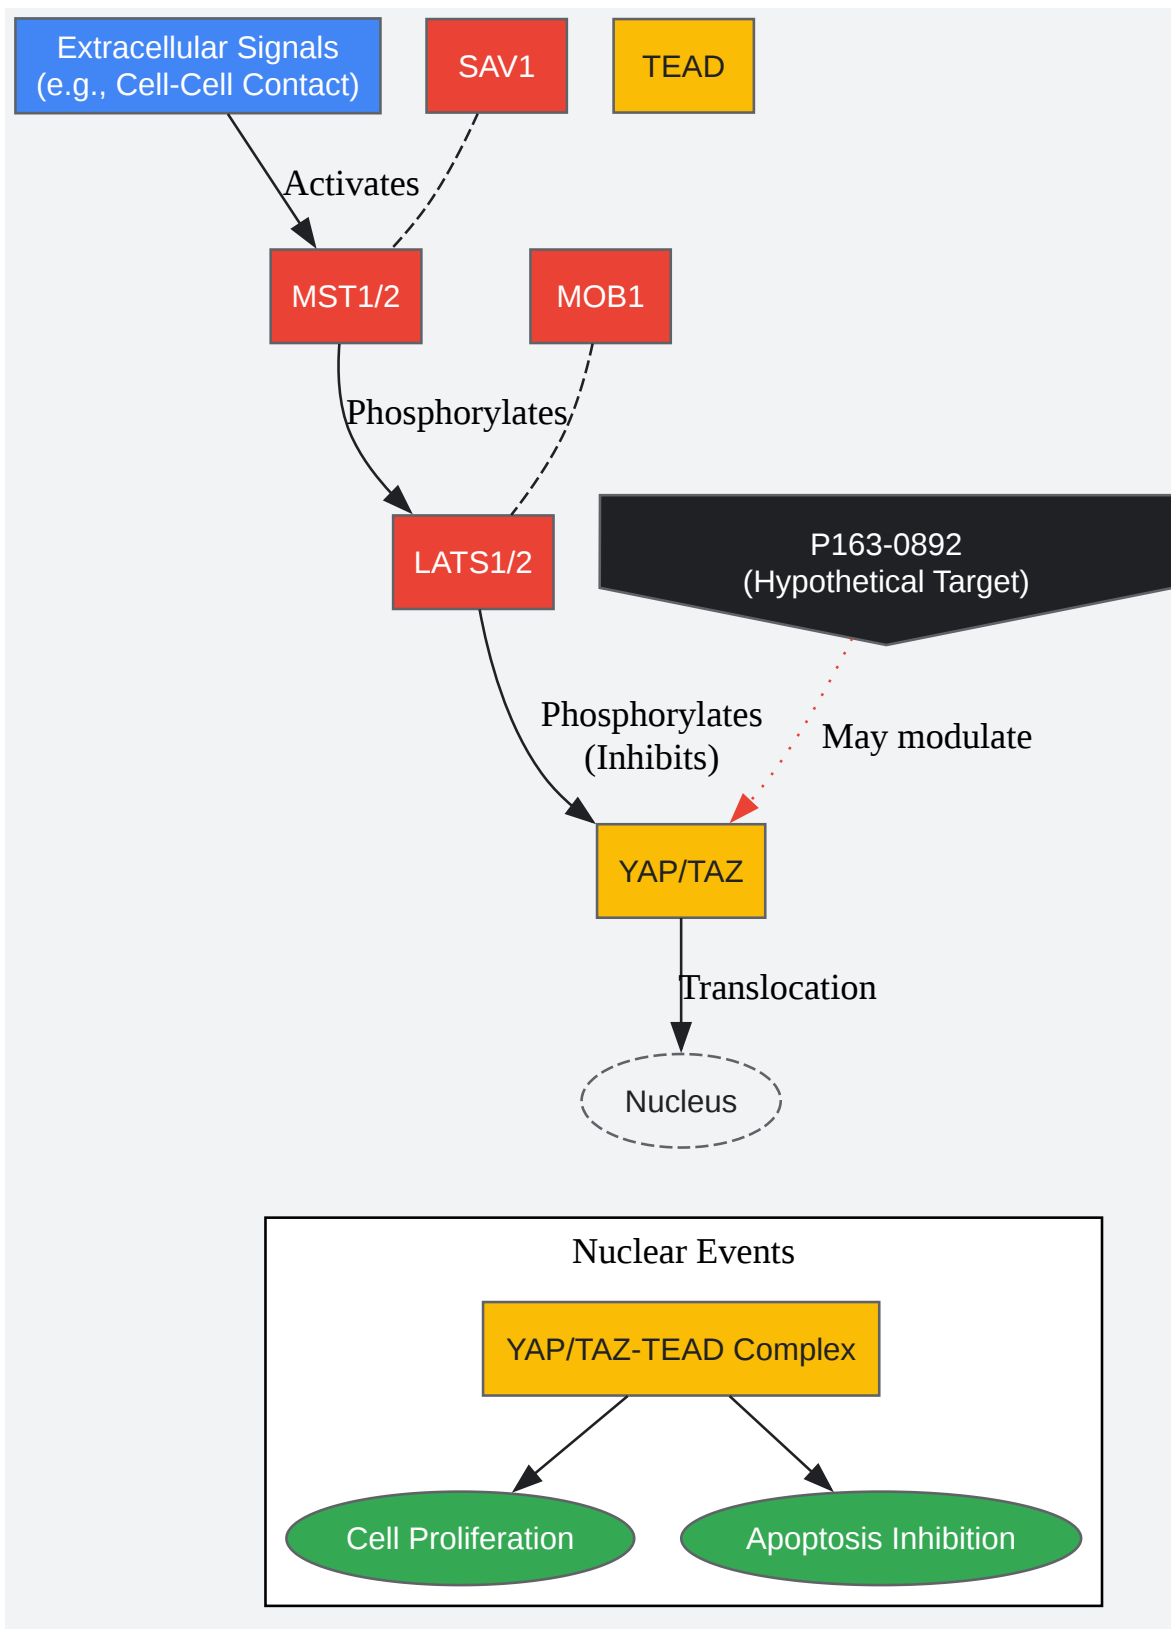 Extracellular Signals
(e.g., Cell-Cell Contact)
SAV1
TEAD
Activates
MST1/2
MOB1
Phosphorylates
LATS1/2
P163-0892
(Hypothetical Target)
Phosphorylates
(Inhibits)
May modulate
YAP/TAZ
Translocation
Nucleus
Nuclear Events
YAP/TAZ-TEAD Complex
Cell Proliferation
Apoptosis Inhibition